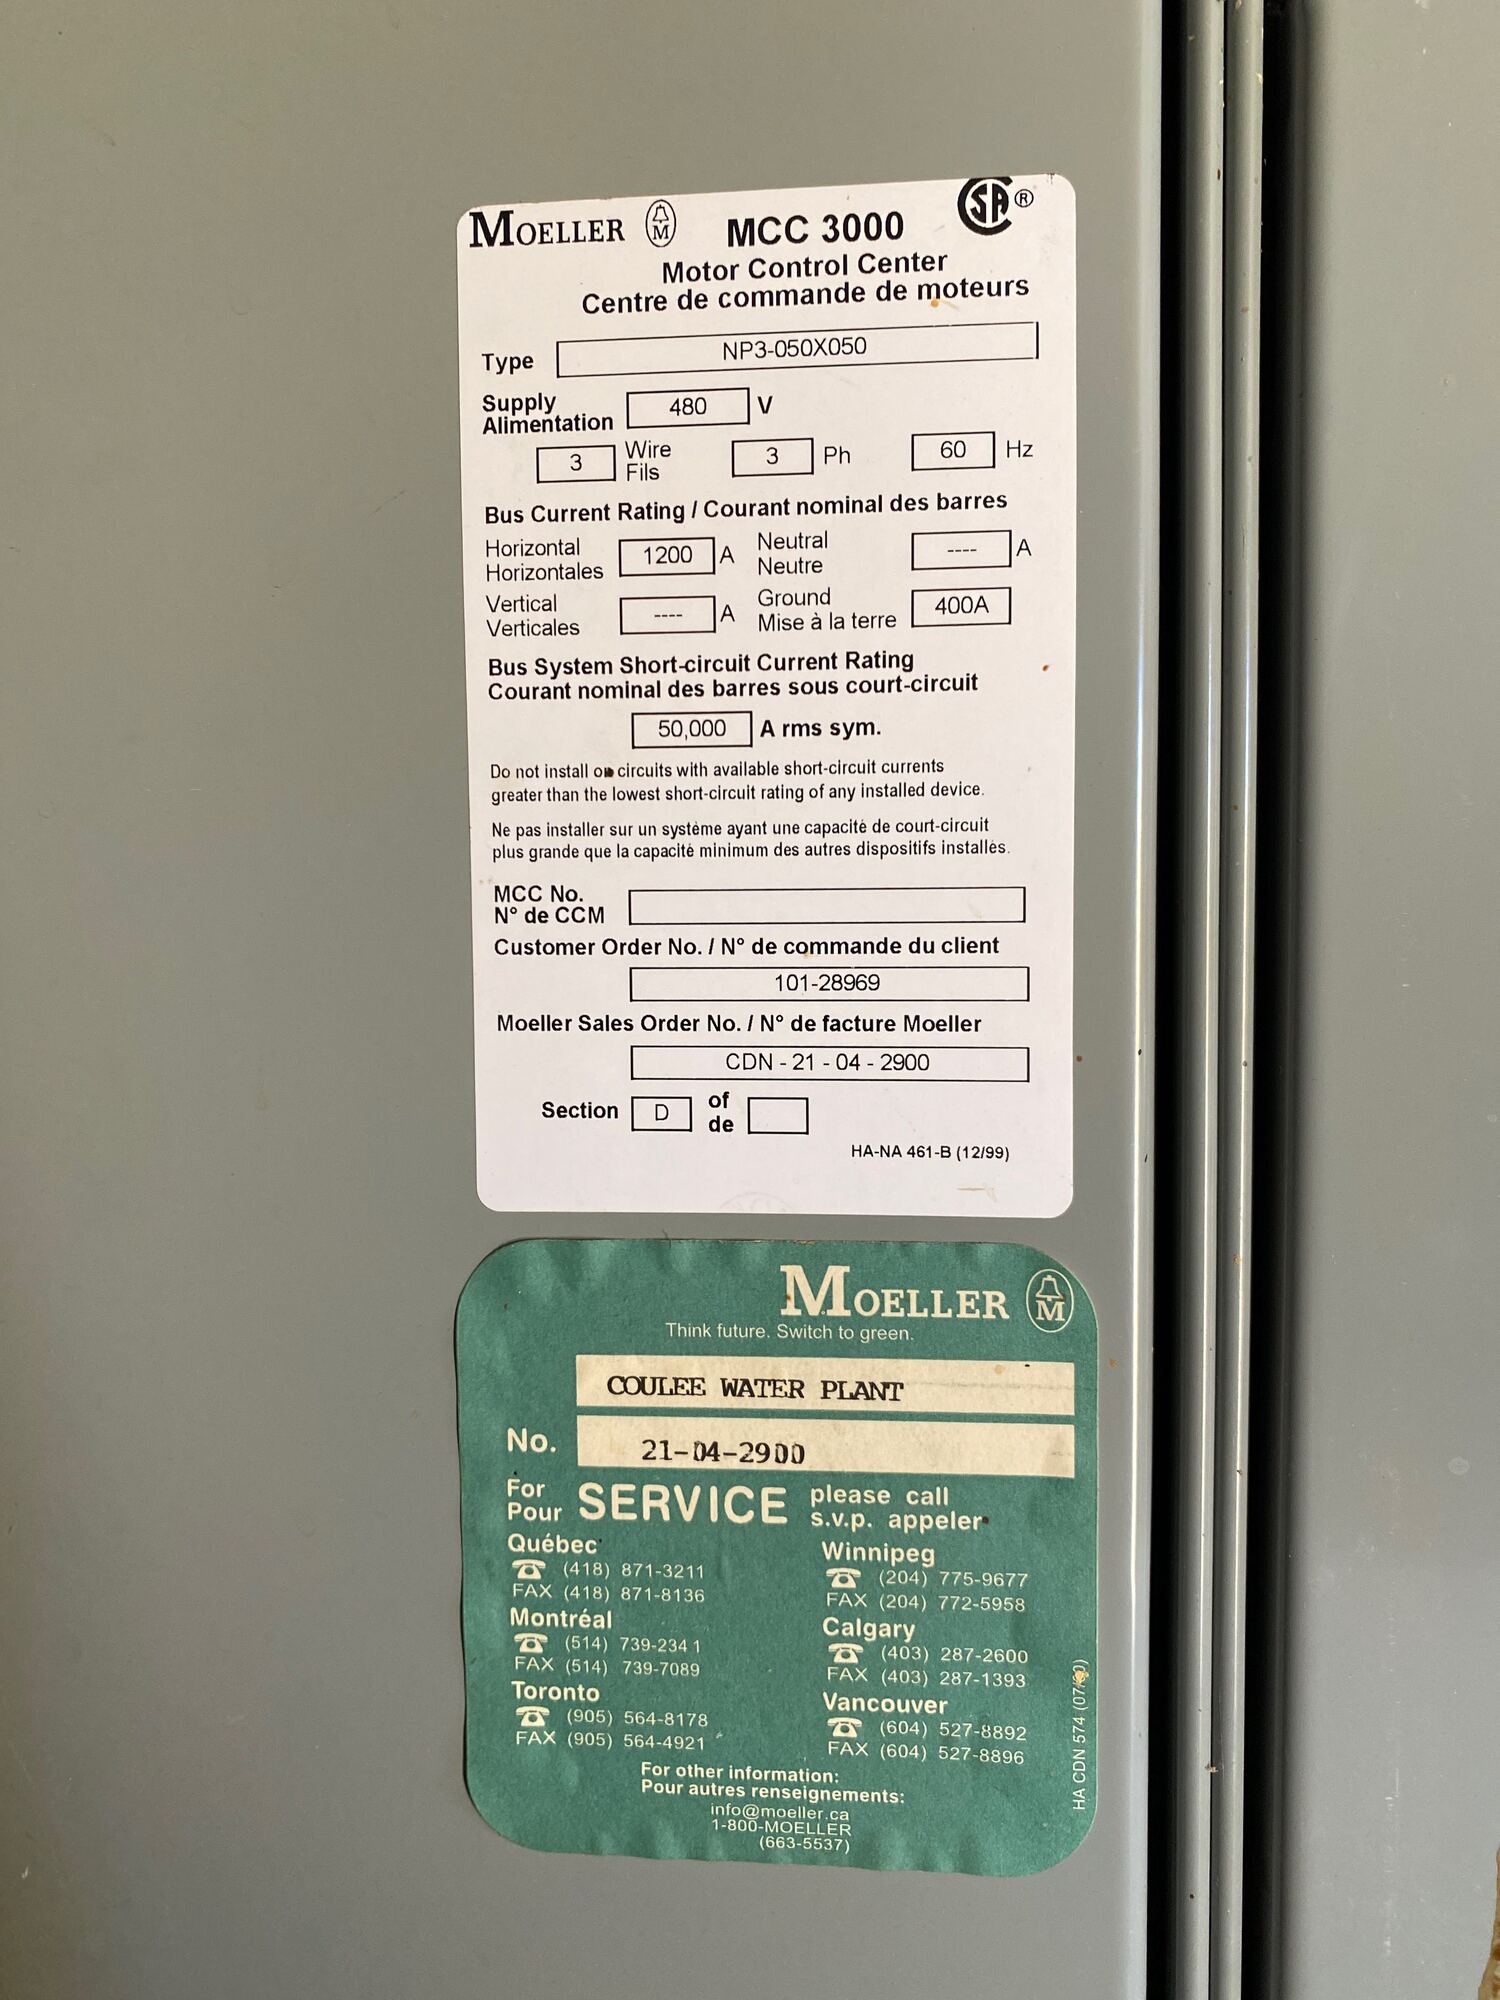 MOELLER M MCC 3000 CSA ®
Motor Control Center
Centre de commande de moteurs
Type NP3-050X050
Supply
Alimentation 480 V
3 Wire Fils 3 Ph 60 Hz
Bus Current Rating / Courant nominal des barres
Horizontal
Horizontales 1200 A Neutral Neutre ---- A
Vertical
Verticales ---- A Ground Mise à la terre 400A
Bus System Short-circuit Current Rating
Courant nominal des barres sous court-circuit
50,000 A rms sym.
Do not install on circuits with available short-circuit currents
greater than the lowest short-circuit rating of any installed device.
Ne pas installer sur un système ayant une capacité de court-circuit
plus grande que la capacité minimum des autres dispositifs installés.
MCC No.
N° de CCM
Customer Order No. / N° de commande du client
101-28969
Moeller Sales Order No. / N° de facture Moeller
CDN - 21 - 04 - 2900
Section D of
de
HA-NA 461-B (12/99)
MOELLER M
Think future. Switch to green.
COULEE WATER PLANT
No. 21-04-2900
For
Pour SERVICE please call
s.v.p. appeler
Québec
☎ (418) 871-3211
FAX (418) 871-8136
Montréal
☎ (514) 739-2341
FAX (514) 739-7089
Toronto
☎ (905) 564-8178
FAX (905) 564-4921
Winnipeg
☎ (204) 775-9677
FAX (204) 772-5958
Calgary
☎ (403) 287-2600
FAX (403) 287-1393
Vancouver
☎ (604) 527-8892
FAX (604) 527-8896
For other information:
Pour autres renseignements:
info@moeller.ca
1-800-MOELLER
(663-5537)
HA CDN 574